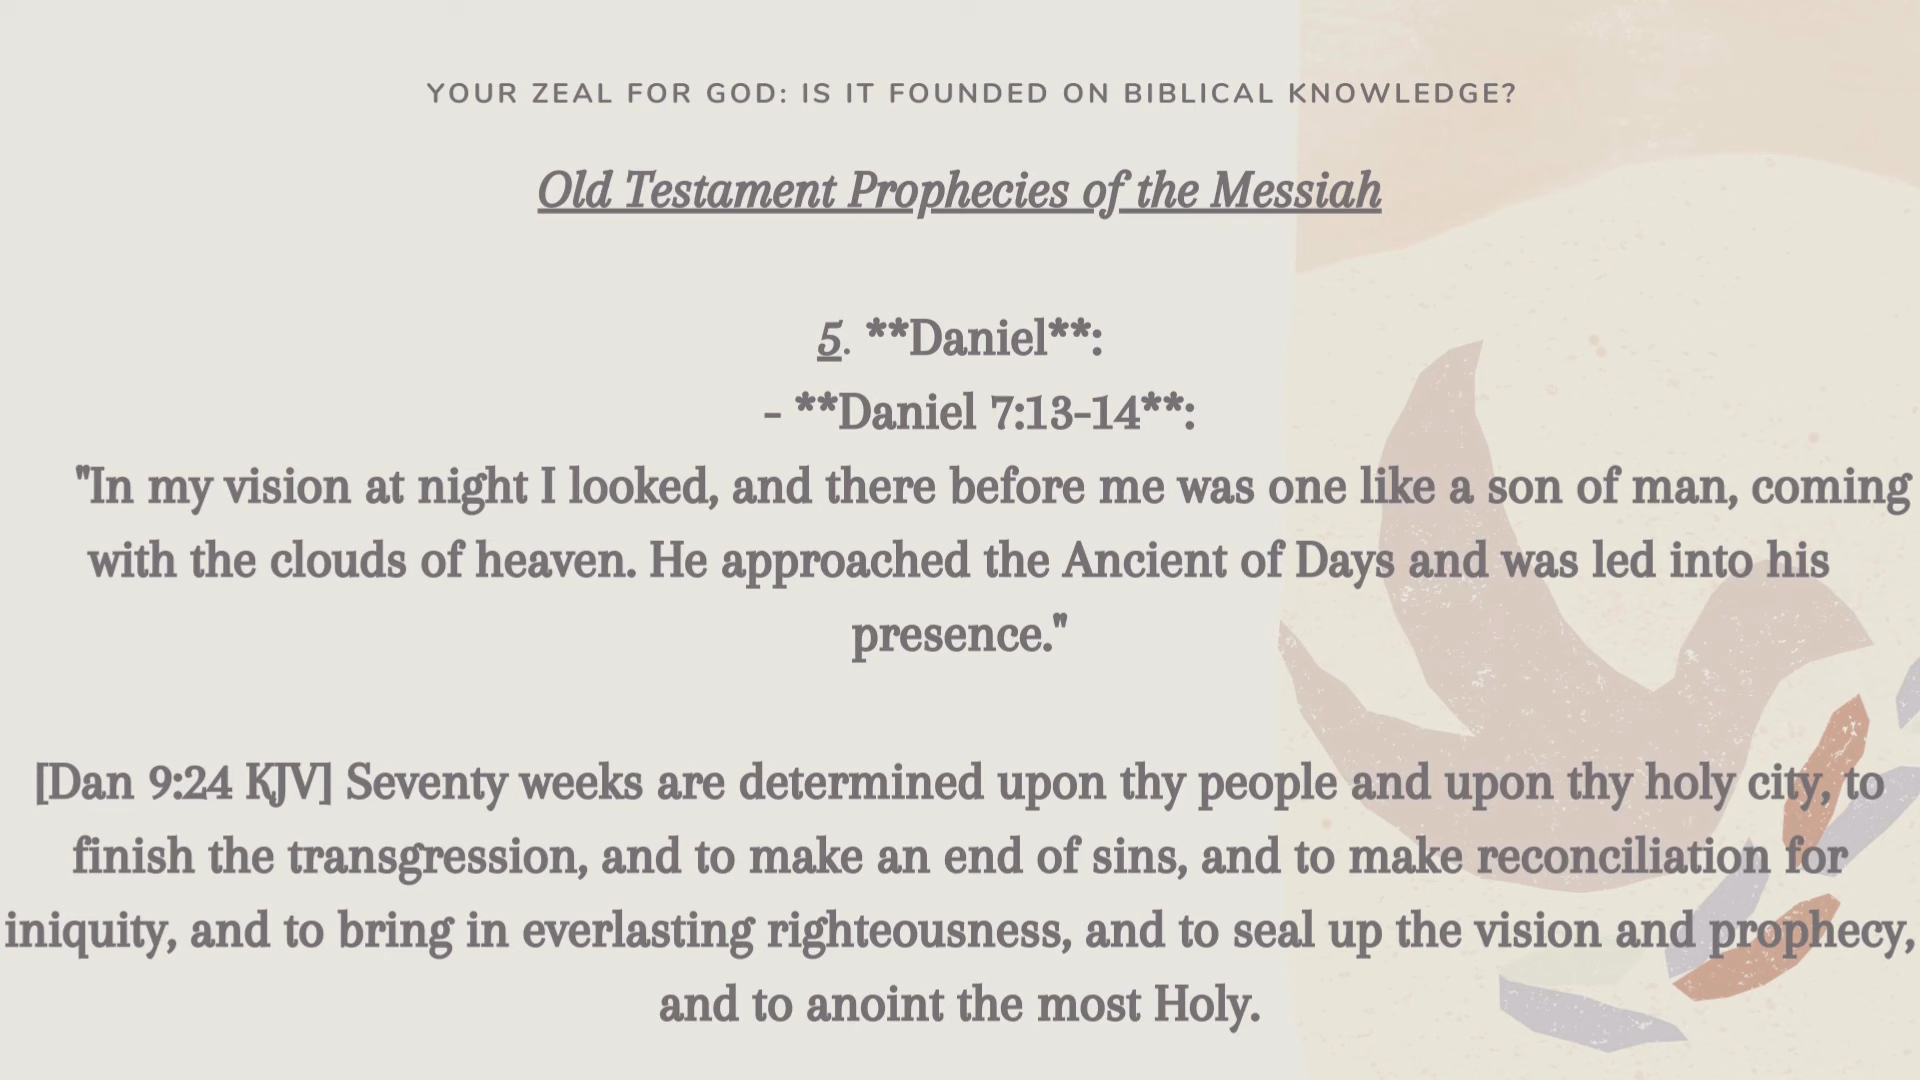 YOUR ZEAL FOR GOD: IS IT FOUNDED ON BIBLICAL KNOWLEDGE?
Old Testament Prophecies of the Messiah
5. **Daniel**:
- **Daniel 7:13-14**:
"In my vision at night I looked, and there before me was one like a son of man, coming
with the clouds of heaven. He approached the Ancient of Days and was led into his
presence."
[Dan 9:24 KJV] Seventy weeks are determined upon thy people and upon thy holy city, to
finish the transgression, and to make an end of sins, and to make reconciliation for
iniquity, and to bring in everlasting righteousness, and to seal up the vision and prophecy,
and to anoint the most Holy.